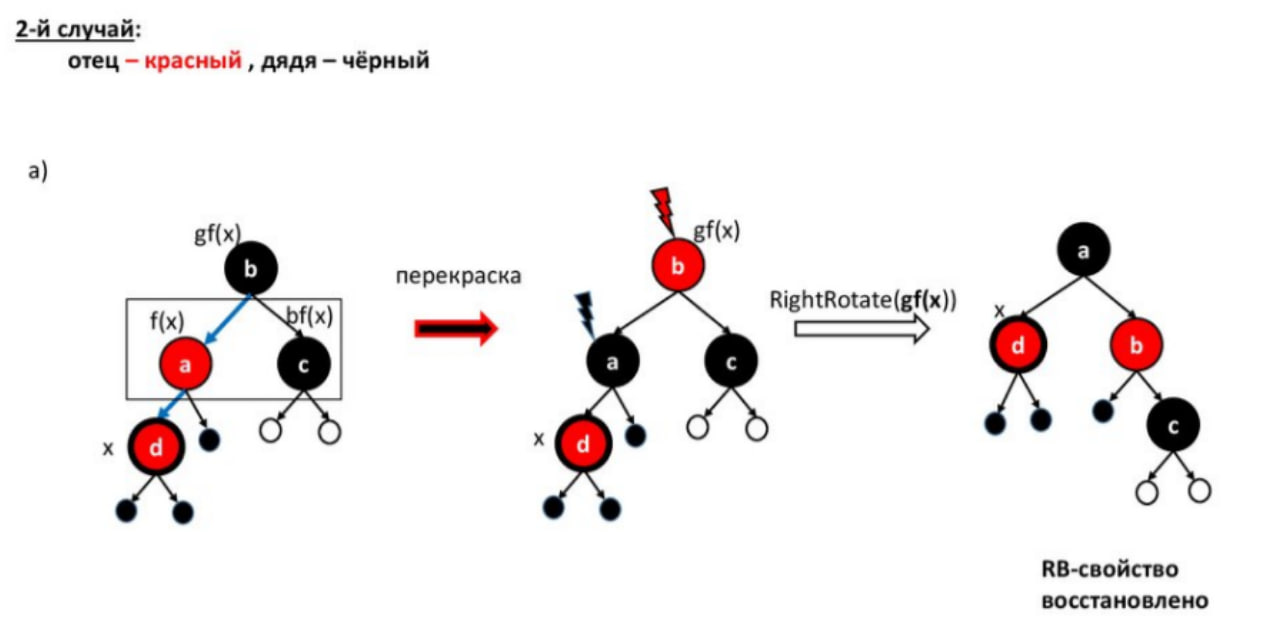 2-й случай:
отец – красный , дядя – чёрный
а)
gf(x)
b
f(x)
bf(x)
a
c
x
d
перекраска
gf(x)
b
a
c
x
d
RightRotate(gf(x))
a
x
d
b
c
RB-свойство
восстановлено